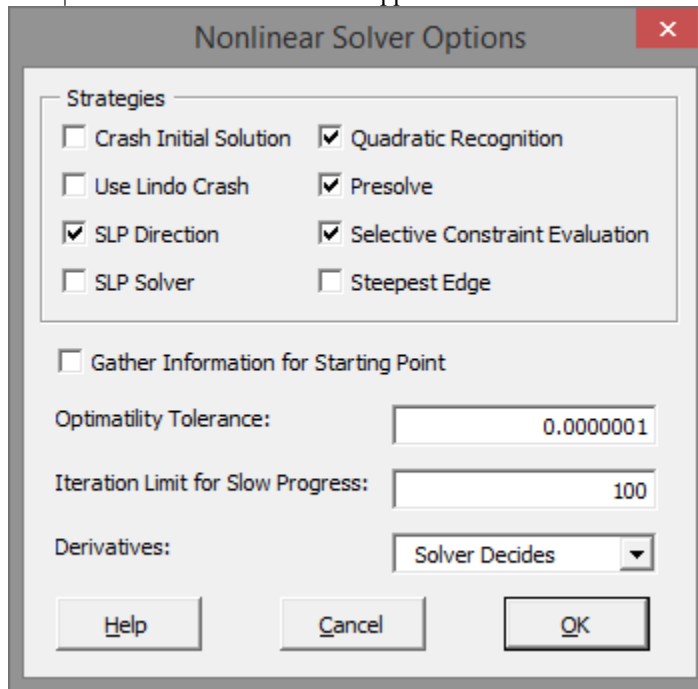 Nonlinear Solver Options
Strategies
Crash Initial Solution
Quadratic Recognition
Use Lindo Crash
Presolve
SLP Direction
Selective Constraint Evaluation
SLP Solver
Steepest Edge
Gather Information for Starting Point
Optimatility Tolerance:
0.0000001
Iteration Limit for Slow Progress:
100
Derivatives:
Solver Decides
Help
Cancel
OK